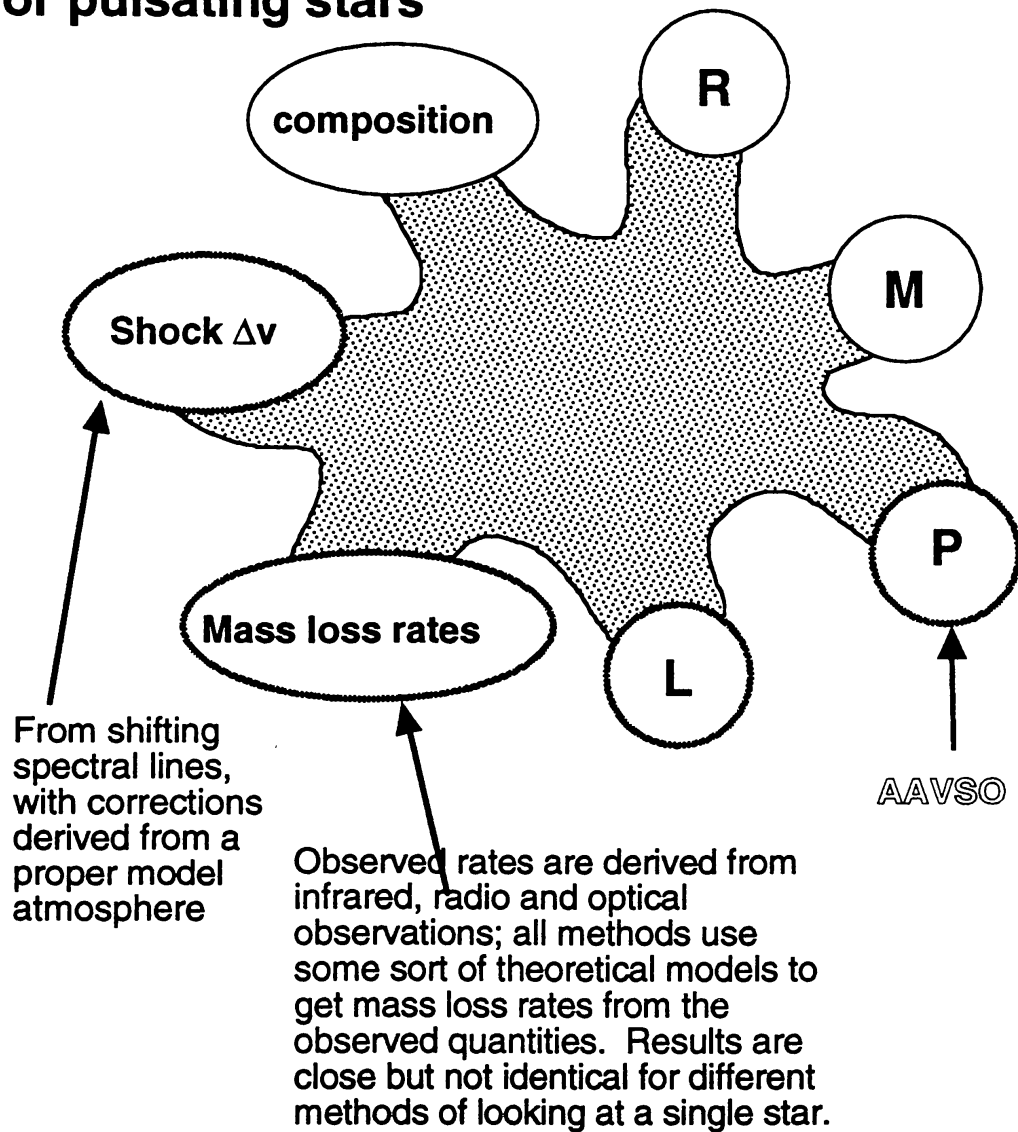 or pulsating stars
composition
R
M
Shock Δv
P
Mass loss rates
L
AAVSO
From shifting
spectral lines,
with corrections
derived from a
proper model
atmosphere
Observed rates are derived from
infrared, radio and optical
observations; all methods use
some sort of theoretical models to
get mass loss rates from the
observed quantities. Results are
close but not identical for different
methods of looking at a single star.